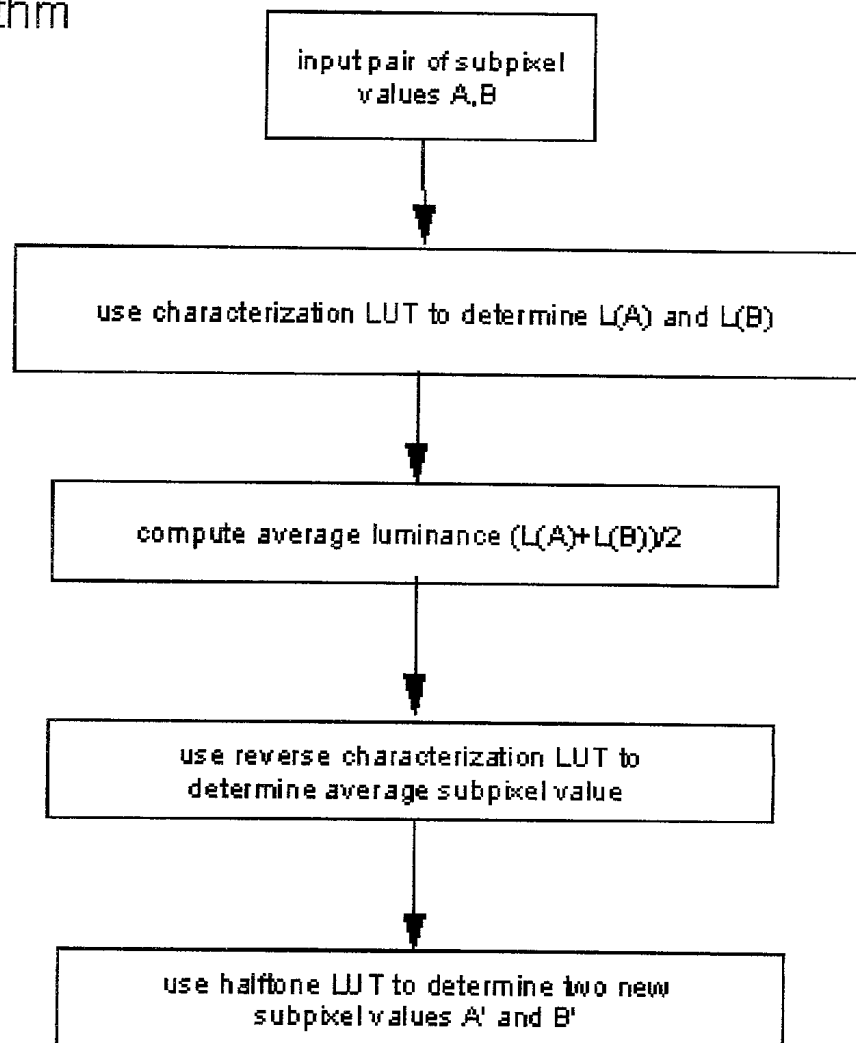 thm
input pair of subpixel
values A,B
use characterization LUT to determine L(A) and L(B)
compute average luminance (L(A)+L(B))/2
use reverse characterization LUT to
determine average subpixel value
use halftone LUT to determine two new
subpixel values A' and B'